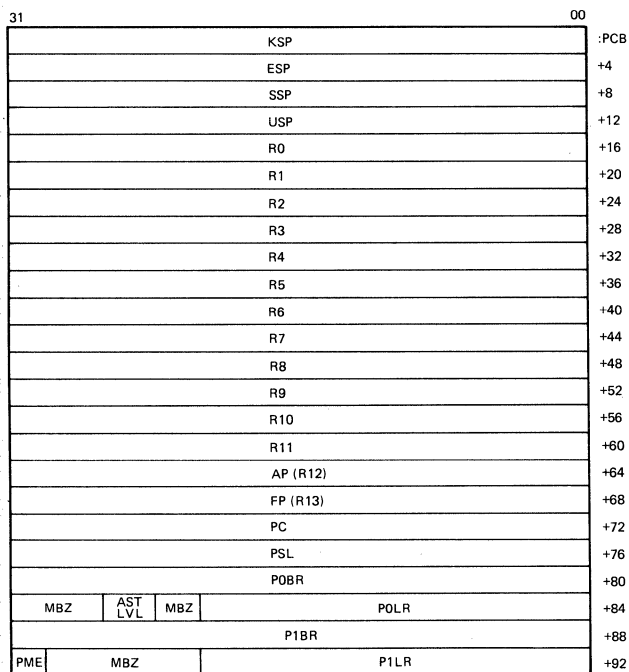 31 00
KSP :PCB
ESP +4
SSP +8
USP +12
R0 +16
R1 +20
R2 +24
R3 +28
R4 +32
R5 +36
R6 +40
R7 +44
R8 +48
R9 +52
R10 +56
R11 +60
AP (R12) +64
FP (R13) +68
PC +72
PSL +76
P0BR +80
MBZ AST LVL MBZ P0LR +84
P1BR +88
PME MBZ P1LR +92